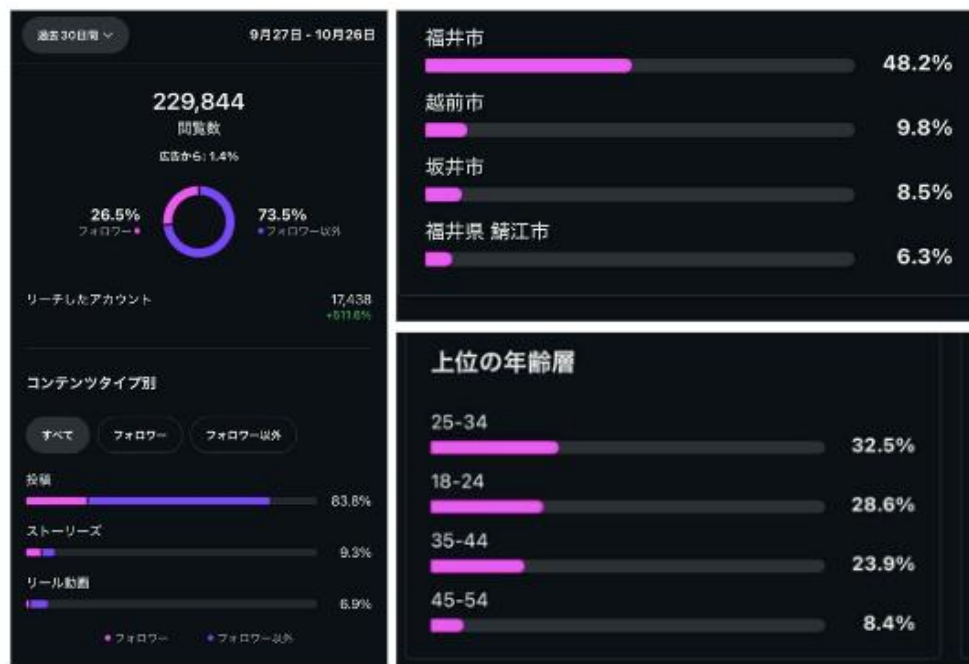 過去30日間
9月27日 - 10月26日
229,844
閲覧数
広告から: 1.4%
26.5%
フォロワー
73.5%
フォロワー以外
リーチしたアカウント
17,438
+511.6%
コンテンツタイプ別
すべて
フォロワー
フォロワー以外
投稿
83.8%
ストーリーズ
9.3%
リール動画
6.9%
フォロワー
フォロワー以外
福井市
48.2%
越前市
9.8%
坂井市
8.5%
福井県 鯖江市
6.3%
上位の年齢層
25-34
32.5%
18-24
28.6%
35-44
23.9%
45-54
8.4%